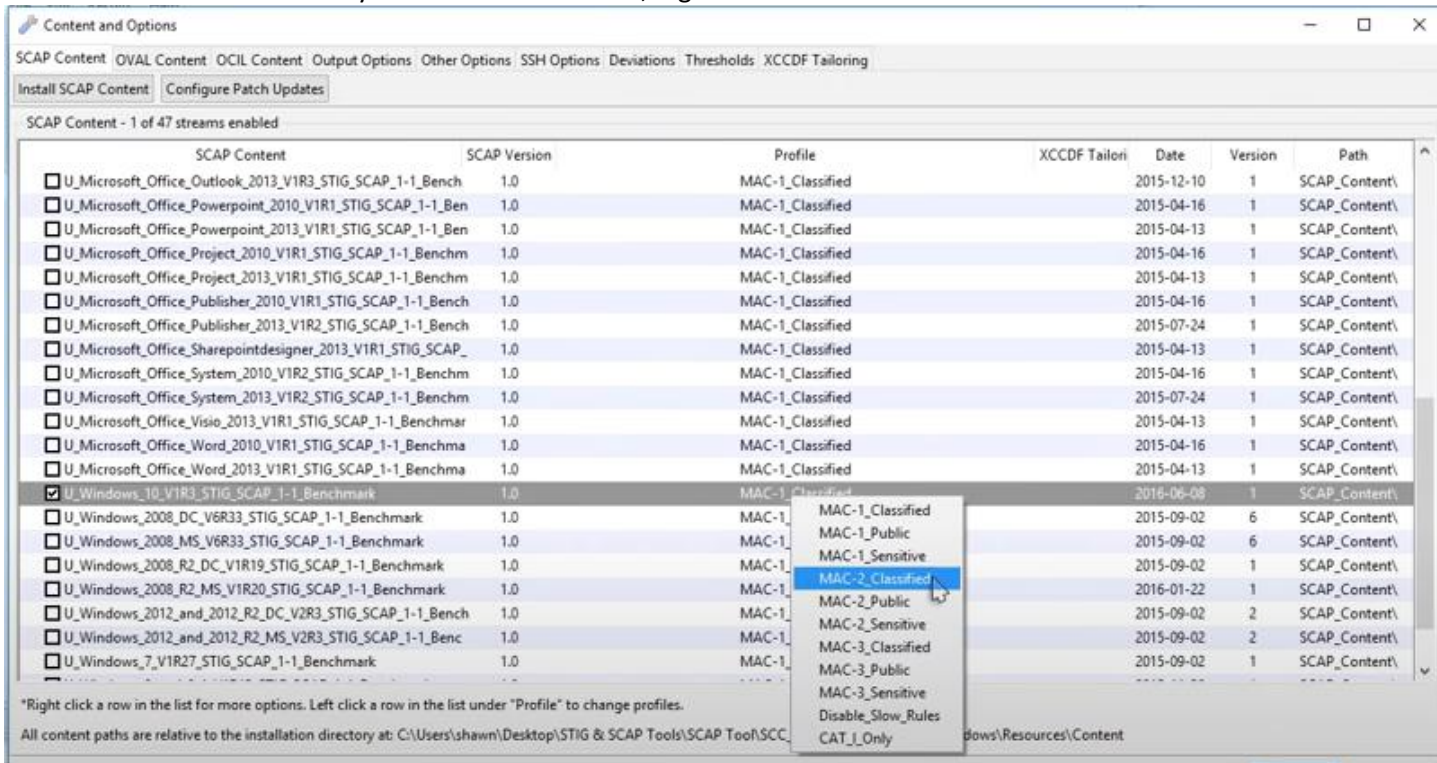 Content and Options
SCAP Content OVAL Content OCIL Content Output Options Other Options SSH Options Deviations Thresholds XCCDF Tailoring
Install SCAP Content Configure Patch Updates
SCAP Content - 1 of 47 streams enabled
SCAP Content SCAP Version Profile XCCDF Tailori Date Version Path
U_Microsoft_Office_Outlook_2013_V1R3_STIG_SCAP_1-1_Bench 1.0 MAC-1_Classified 2015-12-10 1 SCAP_Content\
U_Microsoft_Office_Powerpoint_2010_V1R1_STIG_SCAP_1-1_Ben 1.0 MAC-1_Classified 2015-04-16 1 SCAP_Content\
U_Microsoft_Office_Powerpoint_2013_V1R1_STIG_SCAP_1-1_Ben 1.0 MAC-1_Classified 2015-04-13 1 SCAP_Content\
U_Microsoft_Office_Project_2010_V1R1_STIG_SCAP_1-1_Benchm 1.0 MAC-1_Classified 2015-04-16 1 SCAP_Content\
U_Microsoft_Office_Project_2013_V1R1_STIG_SCAP_1-1_Benchm 1.0 MAC-1_Classified 2015-04-13 1 SCAP_Content\
U_Microsoft_Office_Publisher_2010_V1R1_STIG_SCAP_1-1_Bench 1.0 MAC-1_Classified 2015-04-16 1 SCAP_Content\
U_Microsoft_Office_Publisher_2013_V1R2_STIG_SCAP_1-1_Bench 1.0 MAC-1_Classified 2015-07-24 1 SCAP_Content\
U_Microsoft_Office_Sharepointdesigner_2013_V1R1_STIG_SCAP_ 1.0 MAC-1_Classified 2015-04-13 1 SCAP_Content\
U_Microsoft_Office_System_2010_V1R2_STIG_SCAP_1-1_Benchm 1.0 MAC-1_Classified 2015-04-16 1 SCAP_Content\
U_Microsoft_Office_System_2013_V1R2_STIG_SCAP_1-1_Benchm 1.0 MAC-1_Classified 2015-07-24 1 SCAP_Content\
U_Microsoft_Office_Visio_2013_V1R1_STIG_SCAP_1-1_Benchmar 1.0 MAC-1_Classified 2015-04-13 1 SCAP_Content\
U_Microsoft_Office_Word_2010_V1R1_STIG_SCAP_1-1_Benchma 1.0 MAC-1_Classified 2015-04-16 1 SCAP_Content\
U_Microsoft_Office_Word_2013_V1R1_STIG_SCAP_1-1_Benchma 1.0 MAC-1_Classified 2015-04-13 1 SCAP_Content\
U_Windows_10_V1R3_STIG_SCAP_1-1_Benchmark 1.0 MAC-1_Classified 2016-06-08 1 SCAP_Content\
U_Windows_2008_DC_V6R33_STIG_SCAP_1-1_Benchmark 1.0 MAC-1_ 2015-09-02 6 SCAP_Content\
U_Windows_2008_MS_V6R33_STIG_SCAP_1-1_Benchmark 1.0 MAC-1_ 2015-09-02 6 SCAP_Content\
U_Windows_2008_R2_DC_V1R19_STIG_SCAP_1-1_Benchmark 1.0 MAC-1_ 2015-09-02 1 SCAP_Content\
U_Windows_2008_R2_MS_V1R20_STIG_SCAP_1-1_Benchmark 1.0 MAC-1_ 2016-01-22 1 SCAP_Content\
U_Windows_2012_and_2012_R2_DC_V2R3_STIG_SCAP_1-1_Bench 1.0 MAC-1_ 2015-09-02 2 SCAP_Content\
U_Windows_2012_and_2012_R2_MS_V2R3_STIG_SCAP_1-1_Benc 1.0 MAC-1_ 2015-09-02 2 SCAP_Content\
U_Windows_7_V1R27_STIG_SCAP_1-1_Benchmark 1.0 MAC-1_ 2015-09-02 1 SCAP_Content\
MAC-1_Classified
MAC-1_Public
MAC-1_Sensitive
MAC-2_Classified
MAC-2_Public
MAC-2_Sensitive
MAC-3_Classified
MAC-3_Public
MAC-3_Sensitive
Disable_Slow_Rules
CAT_I_Only
*Right click a row in the list for more options. Left click a row in the list under "Profile" to change profiles.
All content paths are relative to the installation directory at: C:\Users\shawn\Desktop\STIG & SCAP Tools\SCAP Tool\SCC_ dows\Resources\Content